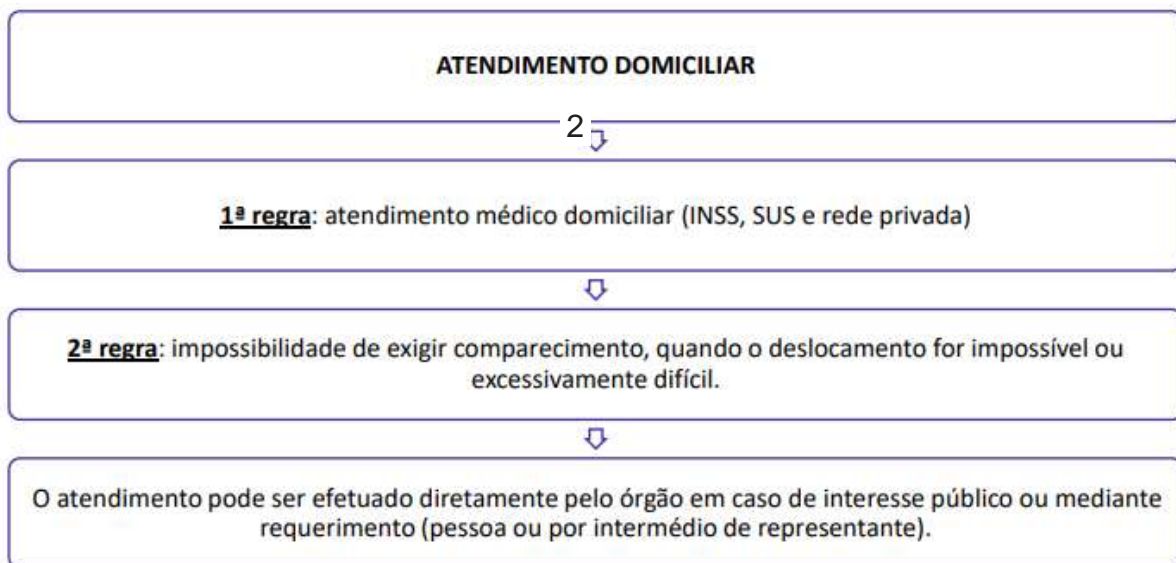 ATENDIMENTO DOMICILIAR
2
1ª regra: atendimento médico domiciliar (INSS, SUS e rede privada)
2ª regra: impossibilidade de exigir comparecimento, quando o deslocamento for impossível ou
excessivamente difícil.
O atendimento pode ser efetuado diretamente pelo órgão em caso de interesse público ou mediante
requerimento (pessoa ou por intermédio de representante).